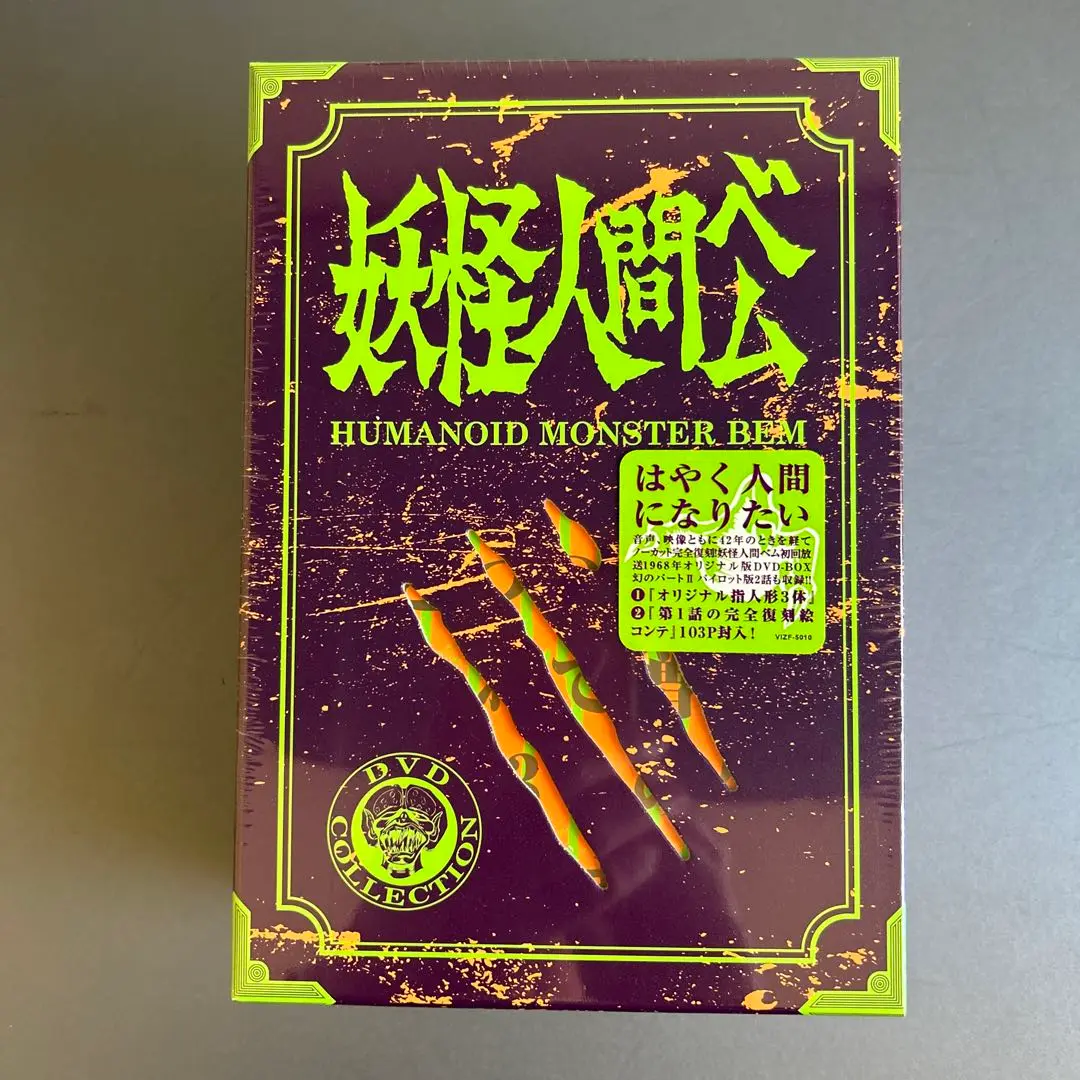 妖怪人間ベム
HUMANOID MONSTER BEM
はやく人間
になりたい
音声、映像ともに42年のときを経て
ノーカット完全復刻!妖怪人間ベム初回放
送1968年オリジナル版DVD-BOX
幻のパートⅡ パイロット版2話も収録!!
❶「オリジナル指人形3体」
❷「第1話の完全復刻絵
コンテ」103P封入!
VIZF-5010
DVD
COLLECTION